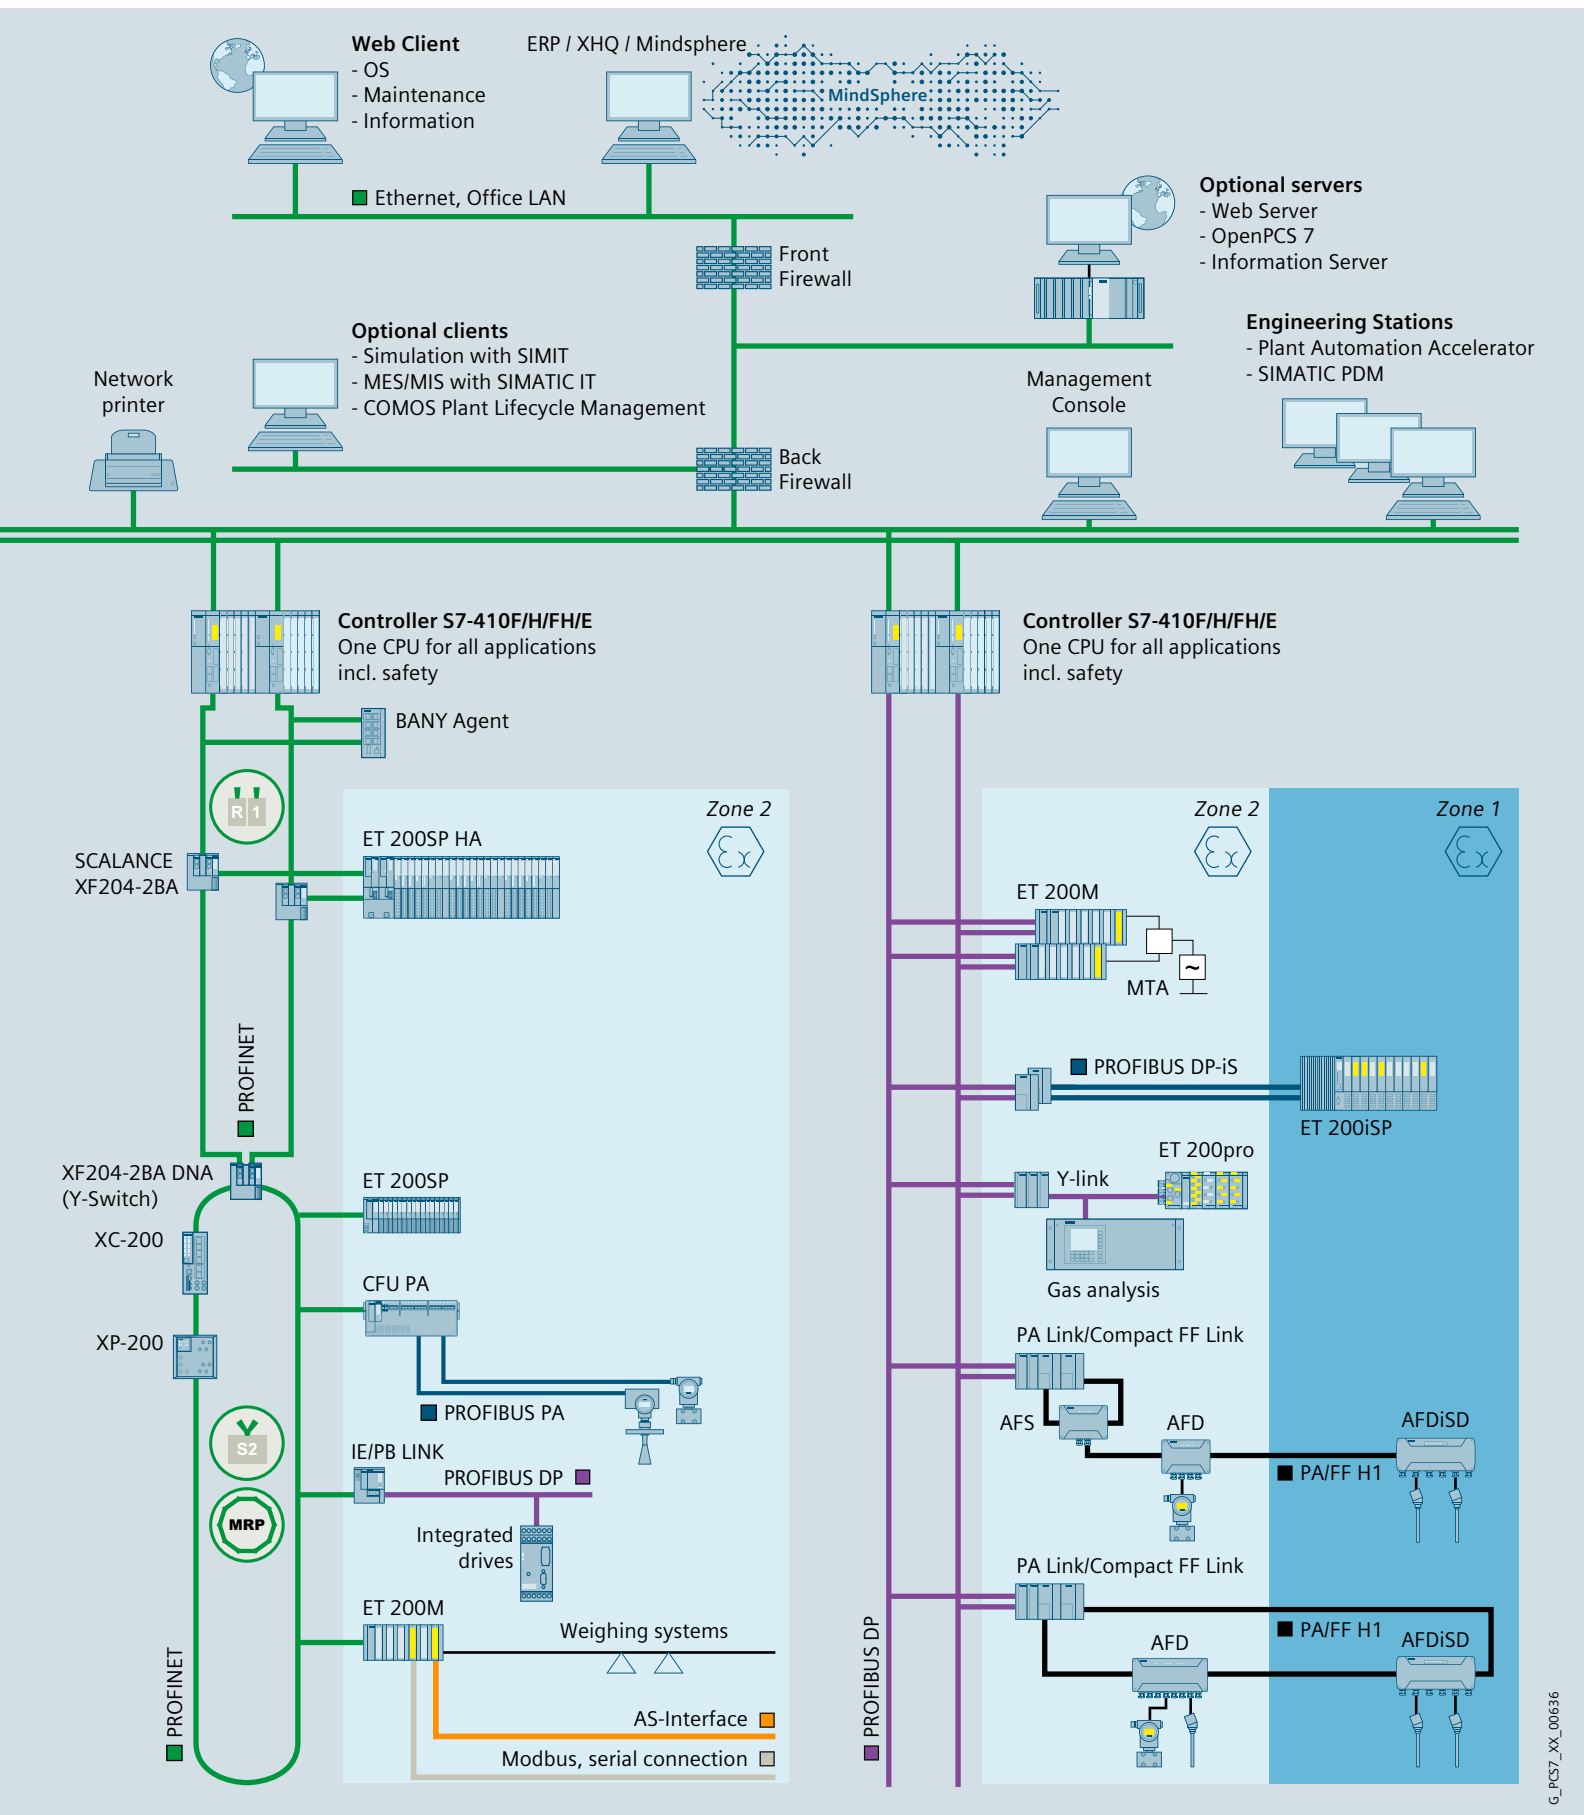 Web Client
- OS
- Maintenance
- Information
ERP / XHQ / Mindsphere
MindSphere
Ethernet, Office LAN
Optional servers
- Web Server
- OpenPCS 7
- Information Server
Front
Firewall
Optional clients
- Simulation with SIMIT
- MES/MIS with SIMATIC IT
- COMOS Plant Lifecycle Management
Engineering Stations
- Plant Automation Accelerator
- SIMATIC PDM
Network
printer
Management
Console
Back
Firewall
Controller S7-410F/H/FH/E
One CPU for all applications
incl. safety
Controller S7-410F/H/FH/E
One CPU for all applications
incl. safety
BANY Agent
R 1
Zone 2
Ex
ET 200SP HA
SCALANCE
XF204-2BA
PROFINET
XF204-2BA DNA
(Y-Switch)
ET 200SP
XC-200
CFU PA
XP-200
PROFIBUS PA
S2
IE/PB LINK
PROFIBUS DP
MRP
Integrated
drives
ET 200M
Weighing systems
PROFINET
AS-Interface
Modbus, serial connection
Zone 2
Ex
Zone 1
Ex
ET 200M
~
MTA
PROFIBUS DP-iS
ET 200iSP
ET 200pro
Y-link
Gas analysis
PA Link/Compact FF Link
AFS
AFD
AFDiSD
PA/FF H1
PA Link/Compact FF Link
PA/FF H1
AFD
AFDiSD
PROFIBUS DP
G_PCS7_XX_00636